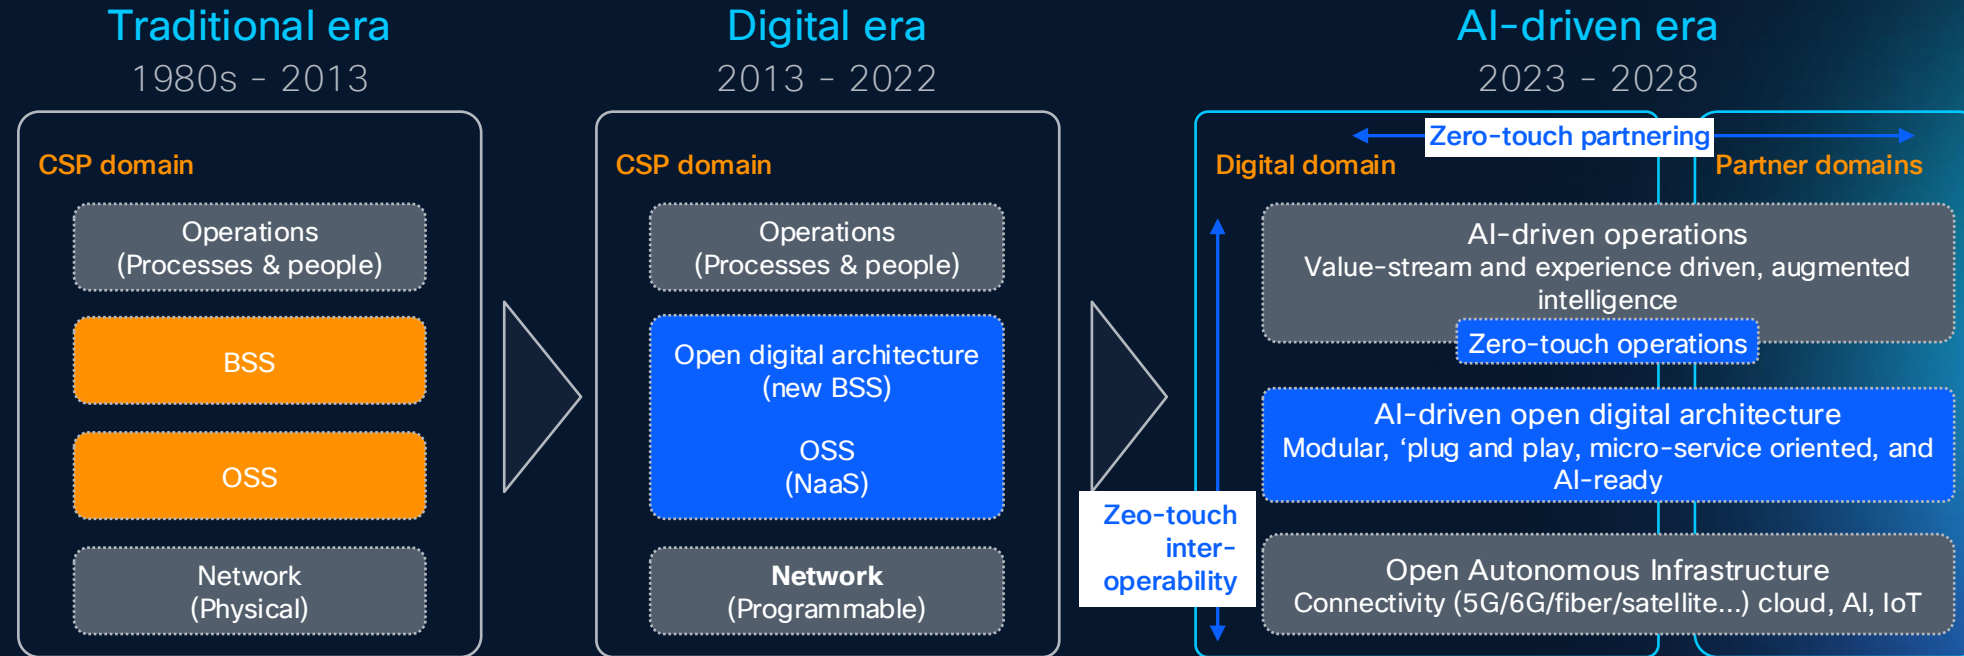 Traditional era
1980s - 2013
CSP domain
Operations
(Processes & people)
BSS
OSS
Network
(Physical)
Digital era
2013 - 2022
CSP domain
Operations
(Processes & people)
Open digital architecture
(new BSS)
OSS
(NaaS)
Network
(Programmable)
AI-driven era
2023 - 2028
Zero-touch partnering
Digital domain
Partner domains
AI-driven operations
Value-stream and experience driven, augmented
intelligence
Zero-touch operations
AI-driven open digital architecture
Modular, ‘plug and play, micro-service oriented, and
AI-ready
Zeo-touch
inter-
operability
Open Autonomous Infrastructure
Connectivity (5G/6G/fiber/satellite...) cloud, AI, IoT